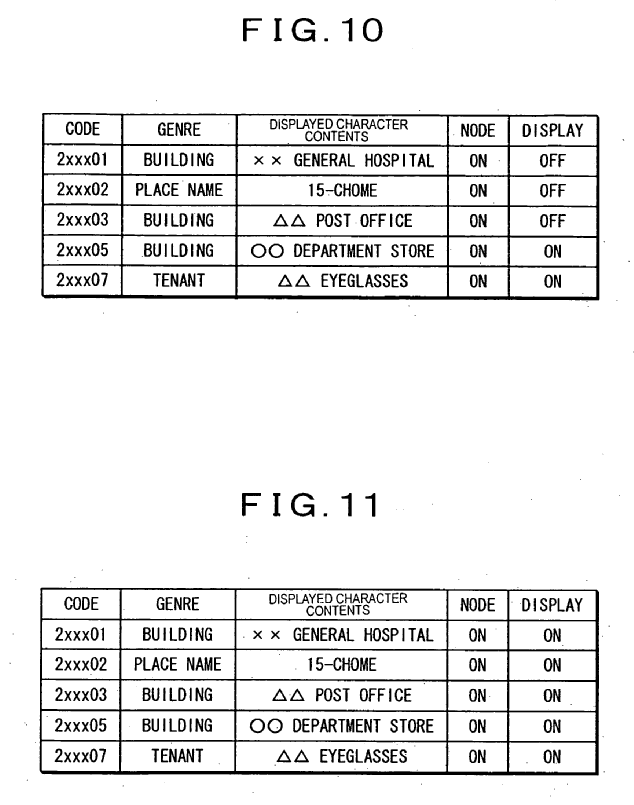 FIG. 10
CODE GENRE DISPLAYED CHARACTER CONTENTS NODE DISPLAY
2xxx01 BUILDING ×× GENERAL HOSPITAL ON OFF
2xxx02 PLACE NAME 15-CHOME ON OFF
2xxx03 BUILDING △△ POST OFFICE ON OFF
2xxx05 BUILDING ○○ DEPARTMENT STORE ON ON
2xxx07 TENANT △△ EYEGLASSES ON ON
FIG. 11
CODE GENRE DISPLAYED CHARACTER CONTENTS NODE DISPLAY
2xxx01 BUILDING ×× GENERAL HOSPITAL ON ON
2xxx02 PLACE NAME 15-CHOME ON ON
2xxx03 BUILDING △△ POST OFFICE ON ON
2xxx05 BUILDING ○○ DEPARTMENT STORE ON ON
2xxx07 TENANT △△ EYEGLASSES ON ON